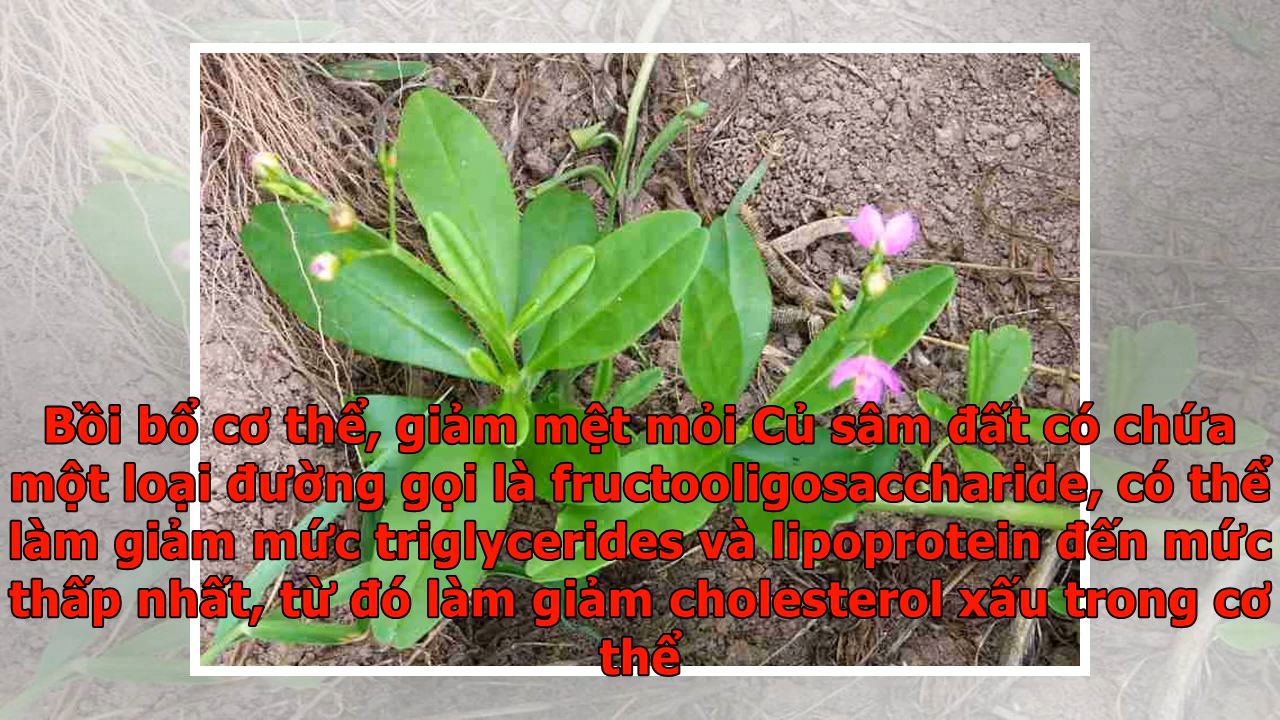 Bồi bổ cơ thể, giảm mệt mỏi Củ sâm đất có chứa
một loại đường gọi là fructooligosaccharide, có thể
làm giảm mức triglycerides và lipoprotein đến mức
thấp nhất, từ đó làm giảm cholesterol xấu trong cơ
thể